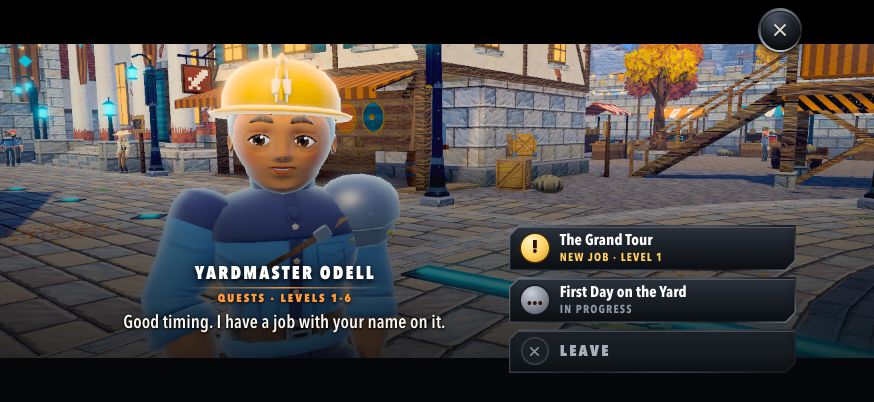 YARDMASTER ODELL
QUESTS · LEVELS 1-6
Good timing. I have a job with your name on it.
The Grand Tour
NEW JOB · LEVEL 1
First Day on the Yard
IN PROGRESS
LEAVE